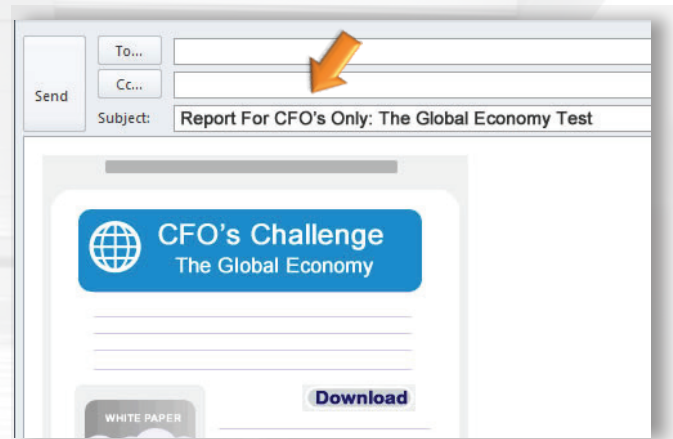 To...
Cc...
Send
Subject:
Report For CFO's Only: The Global Economy Test
CFO's Challenge
The Global Economy
Download
WHITE PAPER